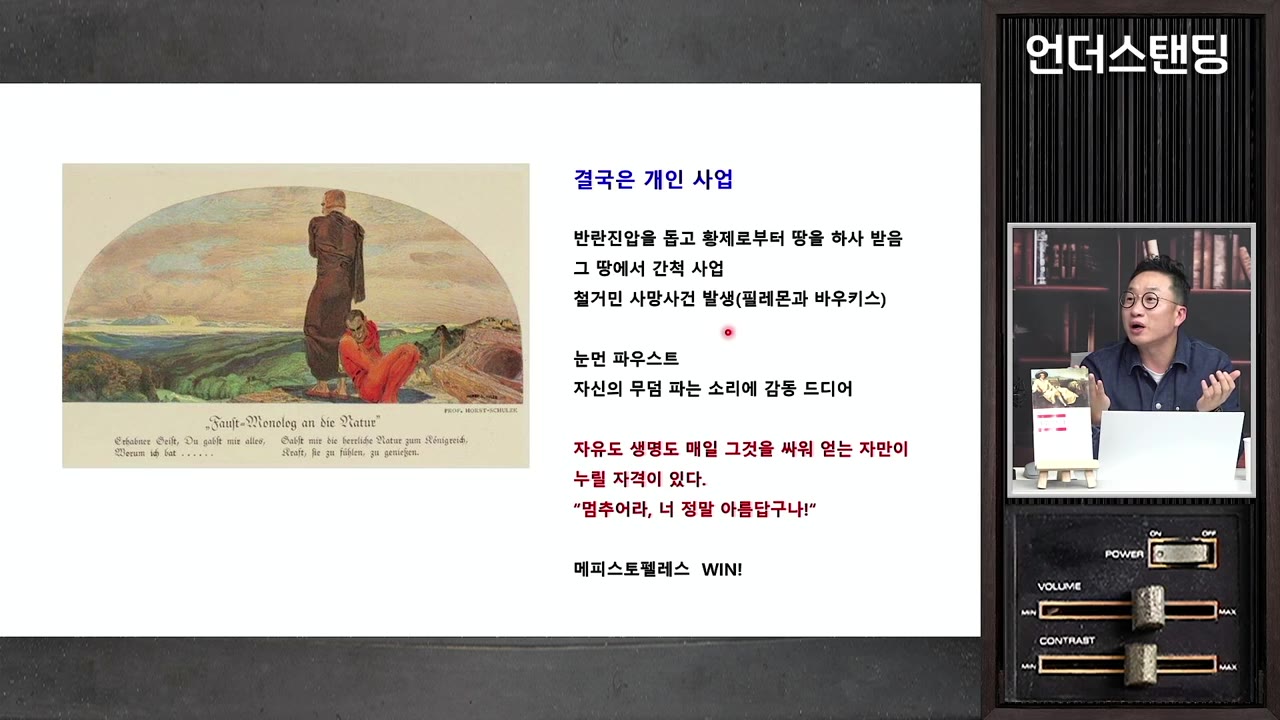 언더스탠딩
결국은 개인 사업
반란진압을 돕고 황제로부터 땅을 하사 받음
그 땅에서 간척 사업
철거민 사망사건 발생(필레몬과 바우키스)
눈먼 파우스트
자신의 무덤 파는 소리에 감동 드디어
자유도 생명도 매일 그것을 싸워 얻는 자만이
누릴 자격이 있다.
"멈추어라, 너 정말 아름답구나!"
메피스토펠레스 WIN!
PROF. HORST-SCHULZE
„Faust-Monolog an die Natur"
Erhabner Geist, Du gabst mir alles,
Worum ich bat ......
Gabst mir die herrliche Natur zum Königreich,
Kraft, sie zu fühlen, zu genießen.
ON
OFF
POWER
VOLUME
MIN
MAX
CONTRAST
MIN
MAX